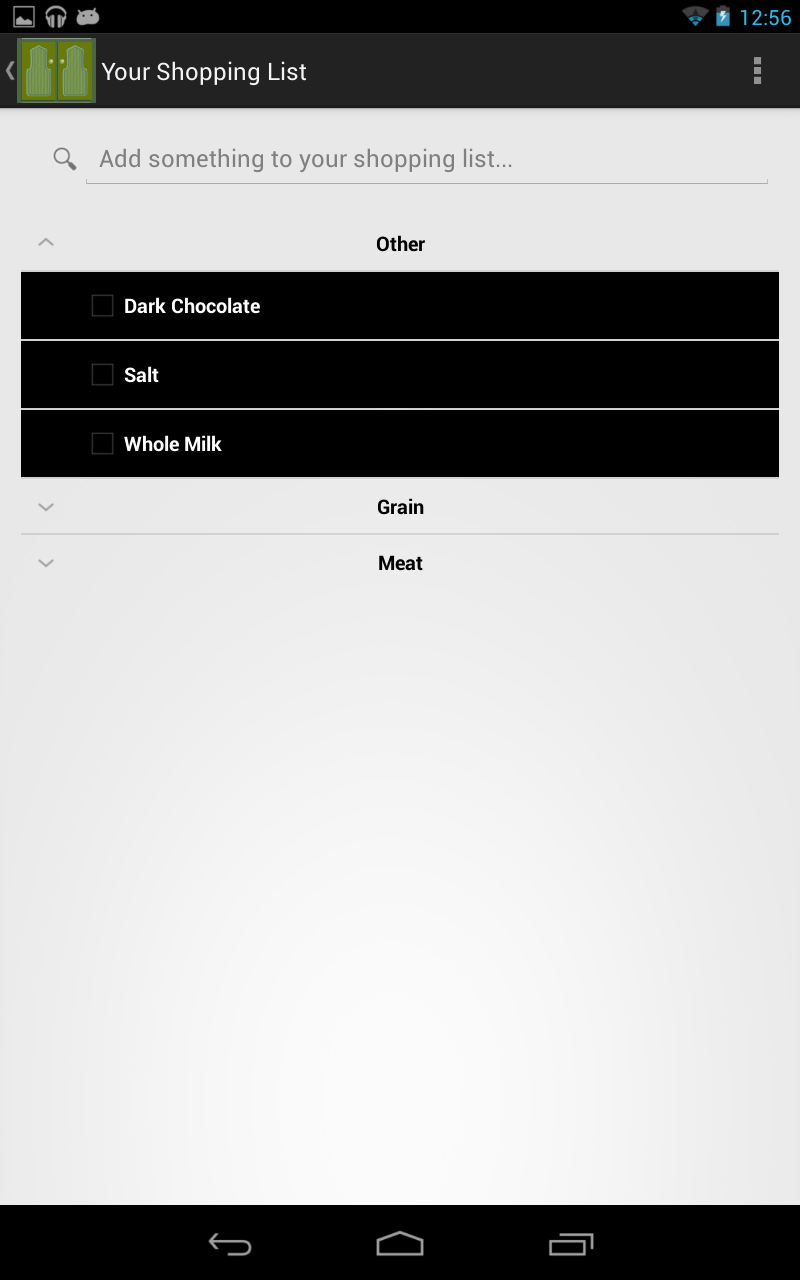 12:56
Your Shopping List
Add something to your shopping list...
Other
Dark Chocolate
Salt
Whole Milk
Grain
Meat